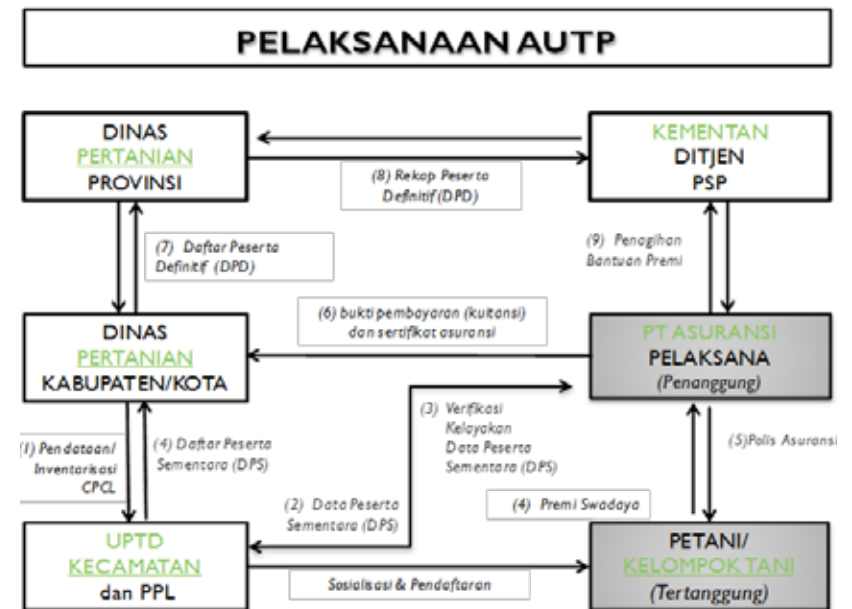 PELAKSANAAN AUTP
DINAS
PERTANIAN
PROVINSI
KEMENTAN
DITJEN
PSP
(8) Rekap Peserta
Definitif (DPD)
(7) Daftar Peserta
Definitif (DPD)
(9) Penagihan
Bantuan Premi
(6) bukti pembayaran (kuitansi)
dan sertifikat asuransi
DINAS
PERTANIAN
KABUPATEN/KOTA
PT ASURANSI
PELAKSANA
(Penanggung)
(1) Pendataan/
Inventarisasi
CPCL
(4) Daftar Peserta
Sementara (DPS)
(3) Verifikasi
Kelayakan
Data Peserta
Sementara (DPS)
(5)Polis Asuransi
(2) Data Peserta
Sementara (DPS)
(4) Premi Swadaya
UPTD
KECAMATAN
dan PPL
Sosialisasi & Pendaftaran
PETANI/
KELOMPOK TANI
(Tertanggung)